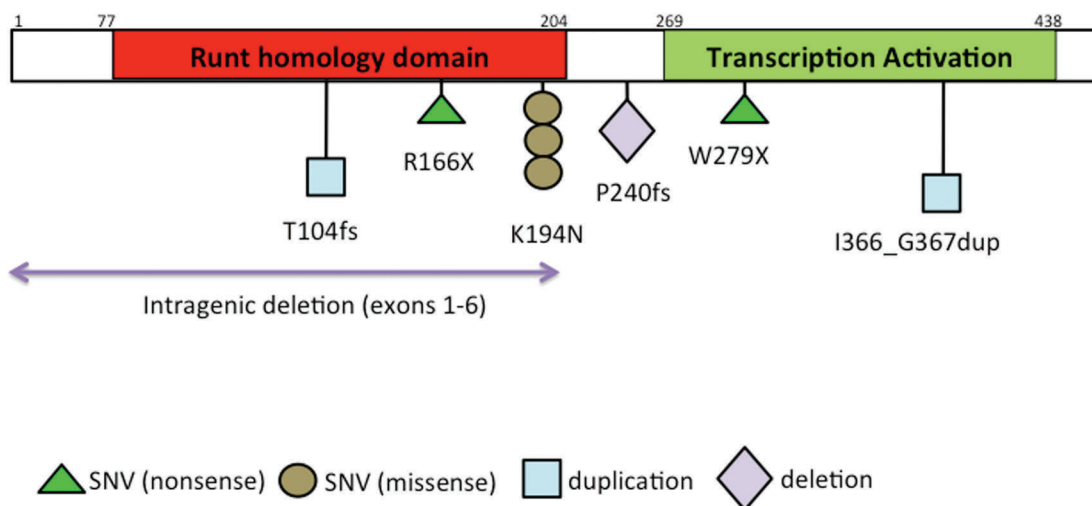 1 77 204 269 438
Runt homology domain Transcription Activation
R166X W279X
P240fs
T104fs K194N I366_G367dup
Intragenic deletion (exons 1-6)
SNV (nonsense) SNV (missense) duplication deletion